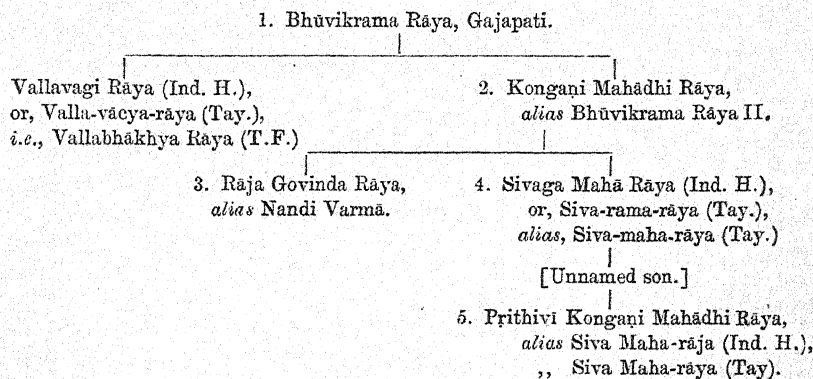 1. Bhūvikrama Rāya, Gajapati.
Vallavagi Rāya (Ind. H.),
or, Valla-vācya-rāya (Tay.),
i.e., Vallabhākhya Rāya (T.F.)
2. Kongaṇi Mahādhi Rāya,
alias Bhūvikrama Rāya II.
3. Rāja Govinda Rāya,
alias Nandi Varmā.
4. Sivaga Mahā Rāya (Ind. H.),
or, Siva-rama-rāya (Tay.),
alias, Siva-maha-rāya (Tay.)
[Unnamed son.]
5. Pṛithivī Kongaṇi Mahādhi Rāya,
alias Siva Maha-rāja (Ind. H.),
,, Siva Maha-rāya (Tay).